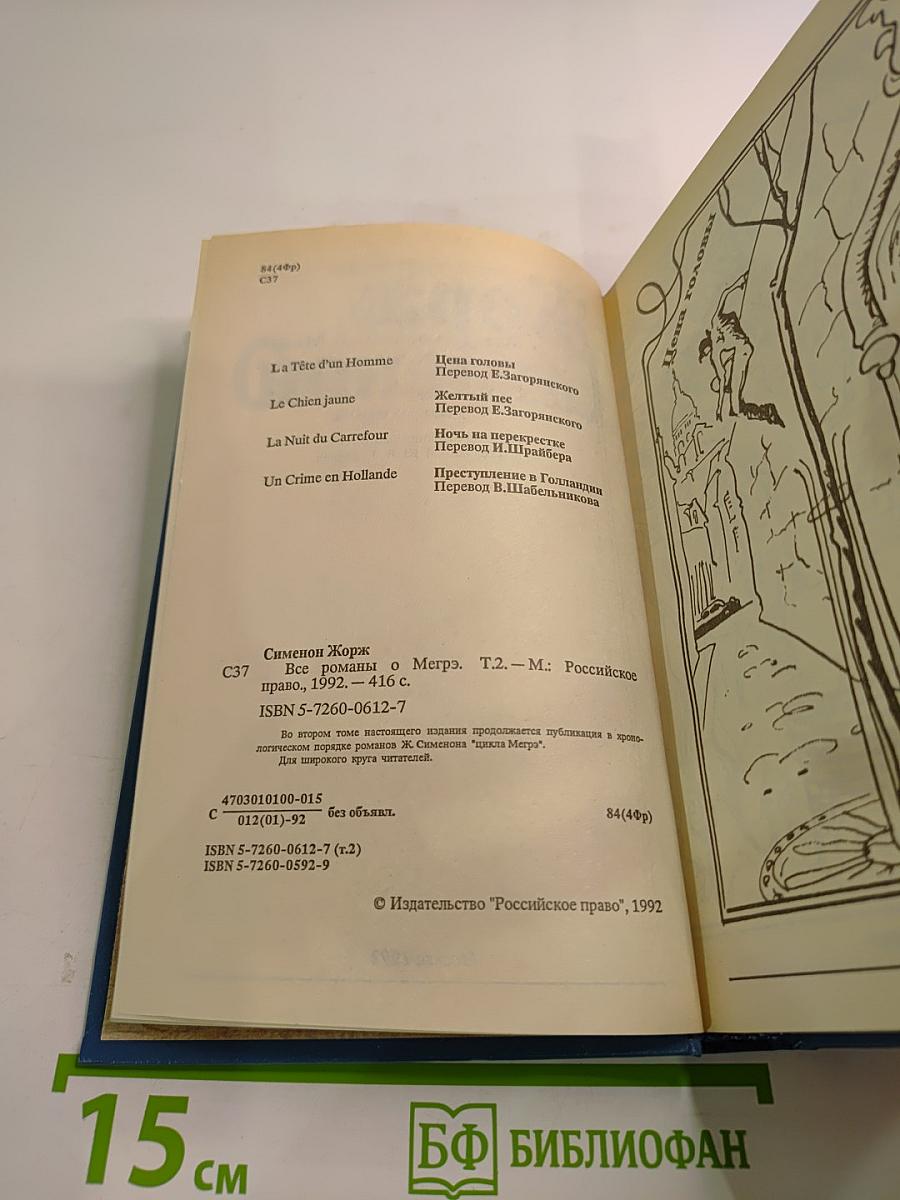 84(4Фр)
С37
La Tête d'un Homme
Цена головы
Перевод Е.Загорянского
Le Chien jaune
Желтый пес
Перевод Е.Загорянского
La Nuit du Carrefour
Ночь на перекрестке
Перевод И.Шрайбера
Un Crime en Hollande
Преступление в Голландии
Перевод В.Шабельникова
Сименон Жорж
С37 Все романы о Мегрэ. Т.2. — М.: Российское
право., 1992. — 416 с.
ISBN 5-7260-0612-7
Во втором томе настоящего издания продолжается публикация в хроно-
логическом порядке романов Ж. Сименона "цикла Мегрэ".
Для широкого круга читателей.
4703010100-015
С без объявл. 84(4Фр)
012(01)-92
ISBN 5-7260-0612-7 (т.2)
ISBN 5-7260-0592-9
© Издательство "Российское право", 1992
Цена головы
15 см
БФ БИБЛИОФАН